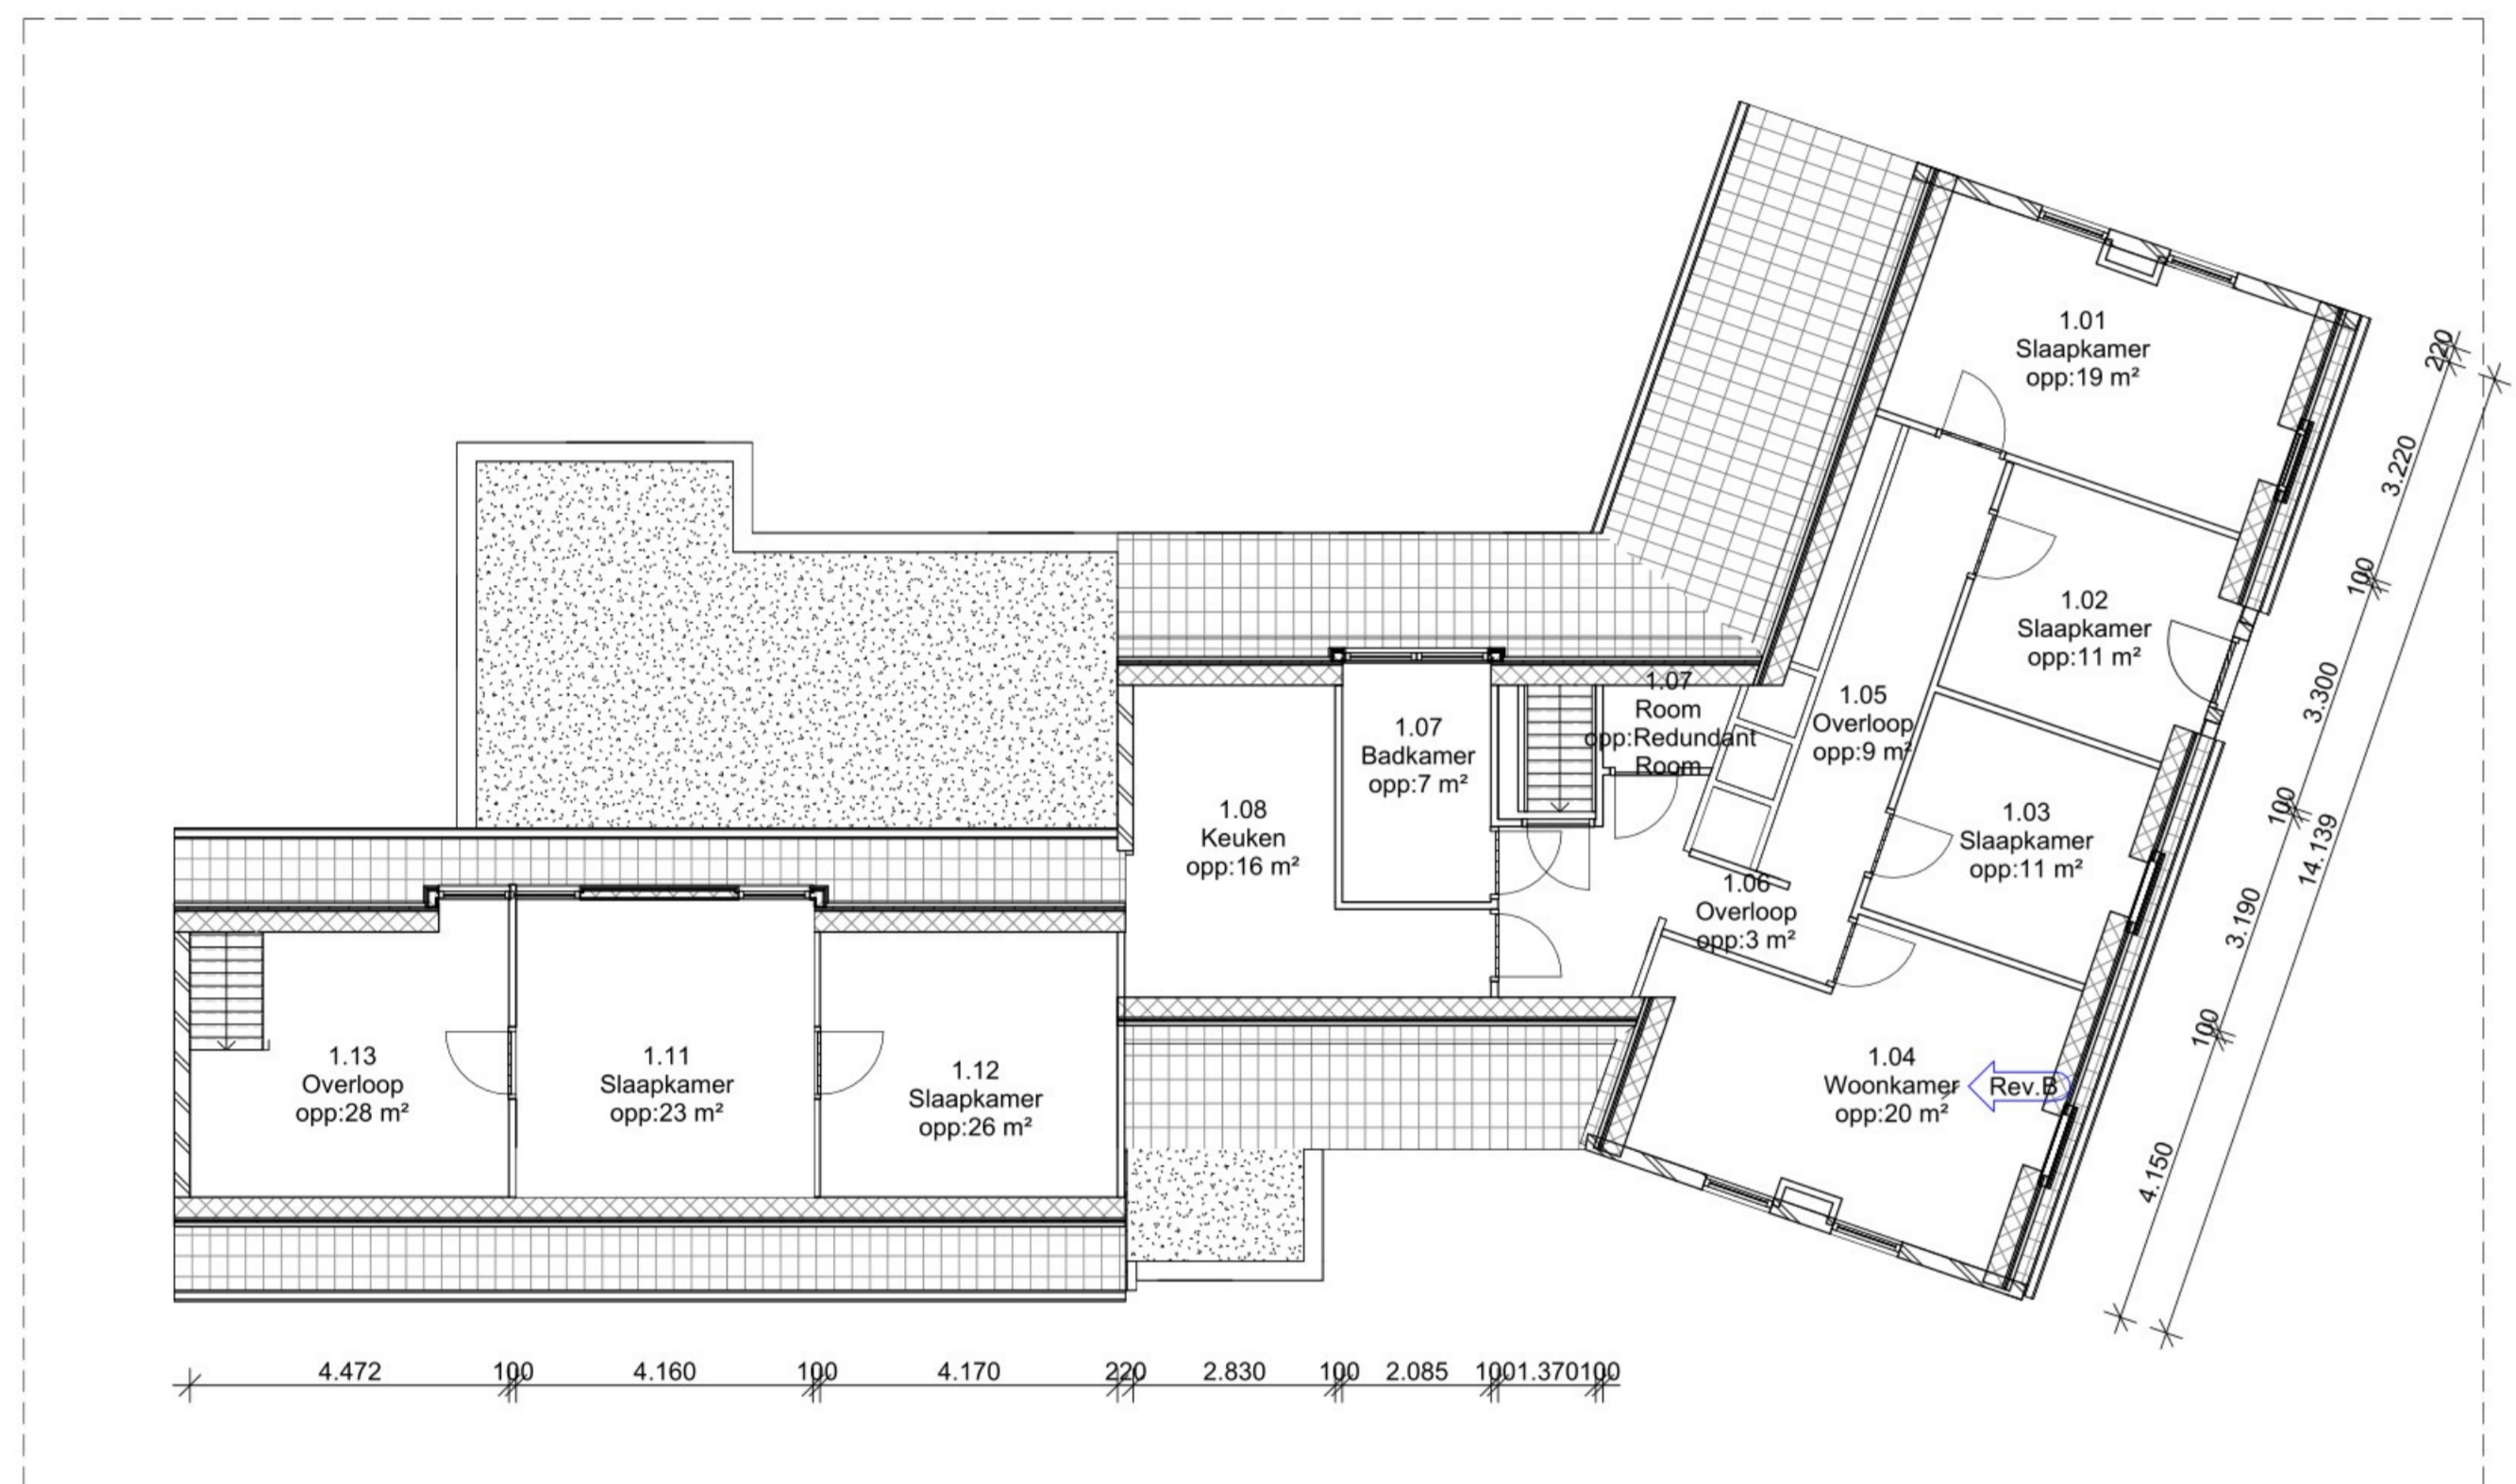 1.01
Slaapkamer
opp:19 m²
1.02
Slaapkamer
opp:11 m²
1.03
Slaapkamer
opp:11 m²
1.04
Woonkamer
opp:20 m²
Rev.B
1.05
Overloop
opp:9 m²
1.06
Overloop
opp:3 m²
1.07
Room
opp:Redundant
Room
1.07
Badkamer
opp:7 m²
1.08
Keuken
opp:16 m²
1.13
Overloop
opp:28 m²
1.11
Slaapkamer
opp:23 m²
1.12
Slaapkamer
opp:26 m²
220
3.220
100
3.300
100
14.139
3.190
100
4.150
4.472 100 4.160 100 4.170 220 2.830 100 2.085 100 1.370 100